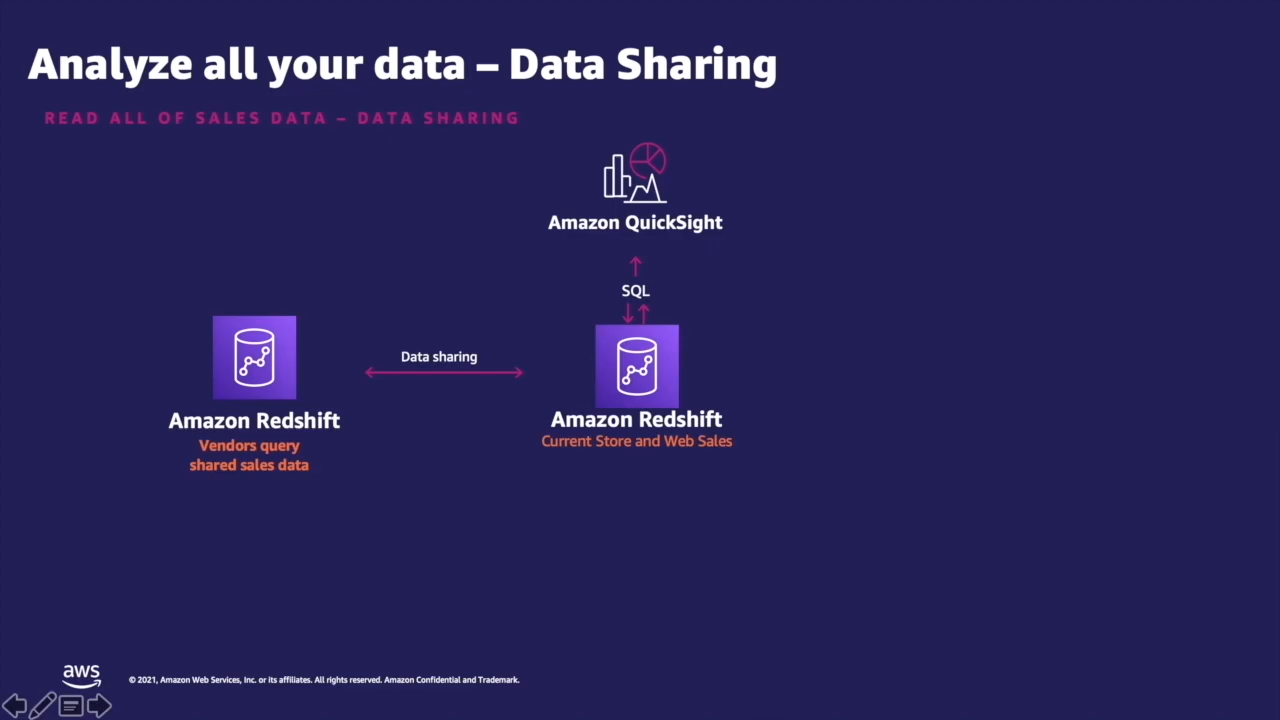 Analyze all your data – Data Sharing
READ ALL OF SALES DATA – DATA SHARING
Amazon QuickSight
SQL
Data sharing
Amazon Redshift
Vendors query
shared sales data
Amazon Redshift
Current Store and Web Sales
aws
© 2021, Amazon Web Services, Inc. or its affiliates. All rights reserved. Amazon Confidential and Trademark.